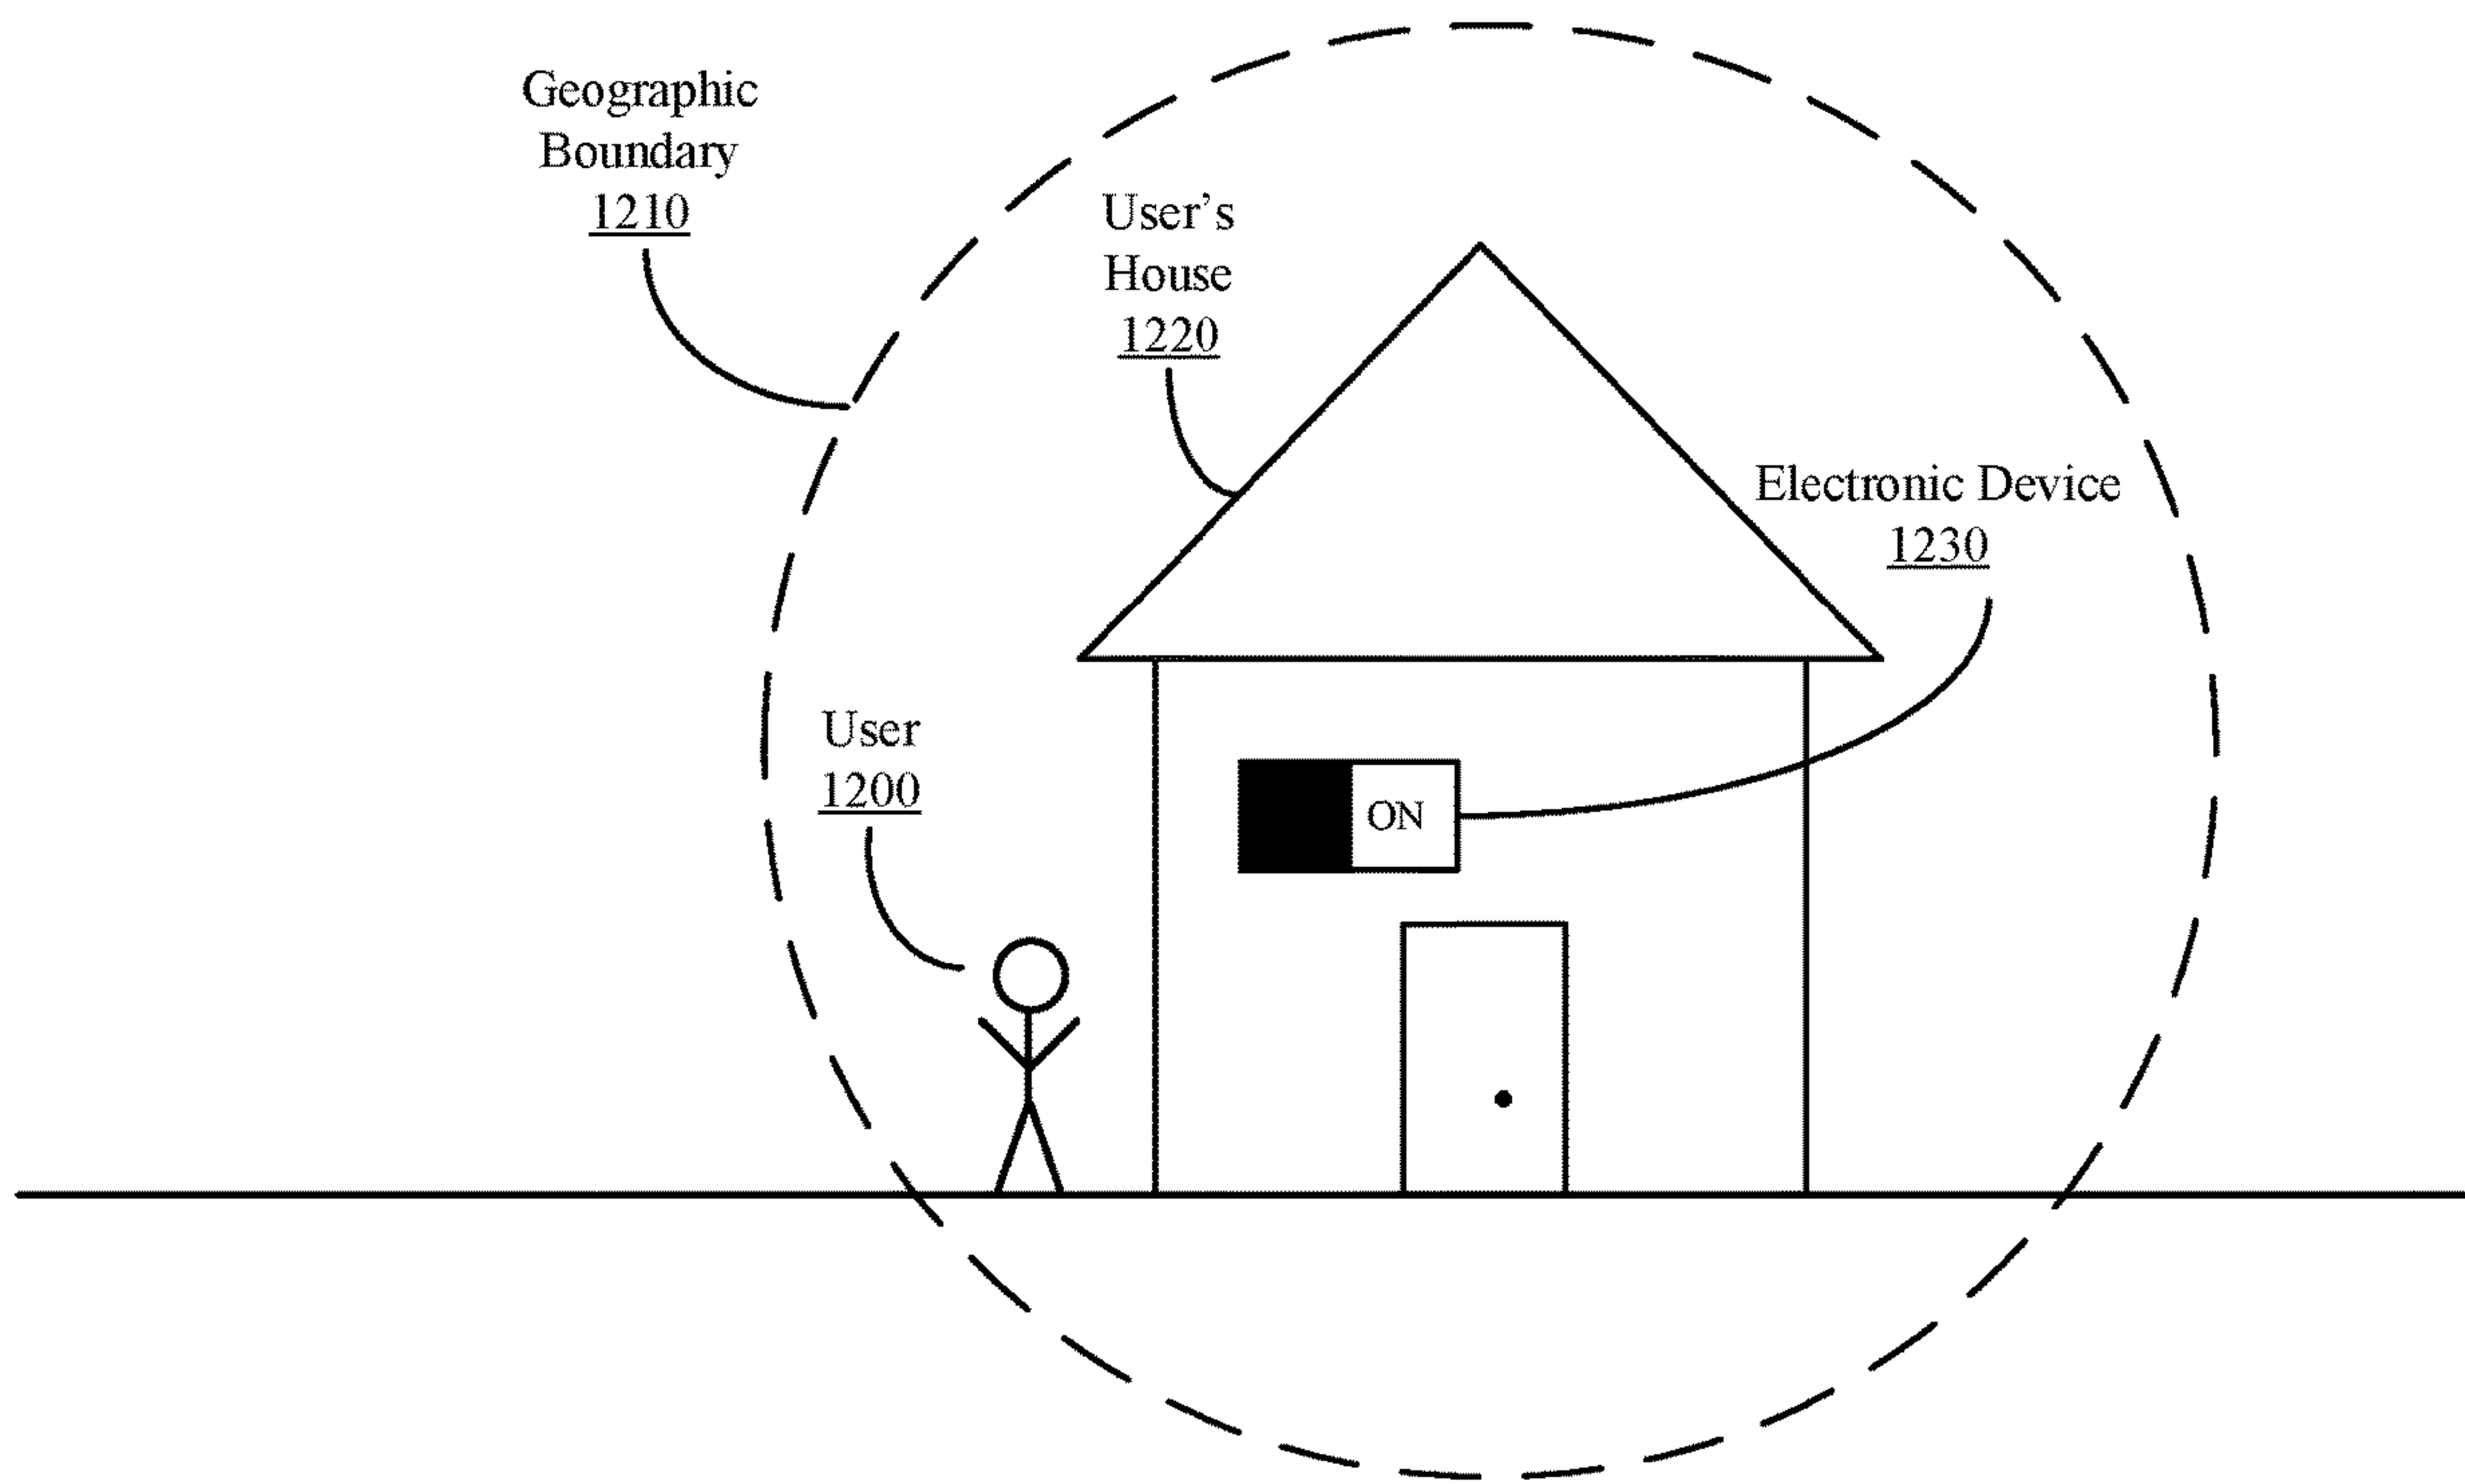 Geographic
Boundary
1210
User's
House
1220
Electronic Device
1230
User
1200
ON